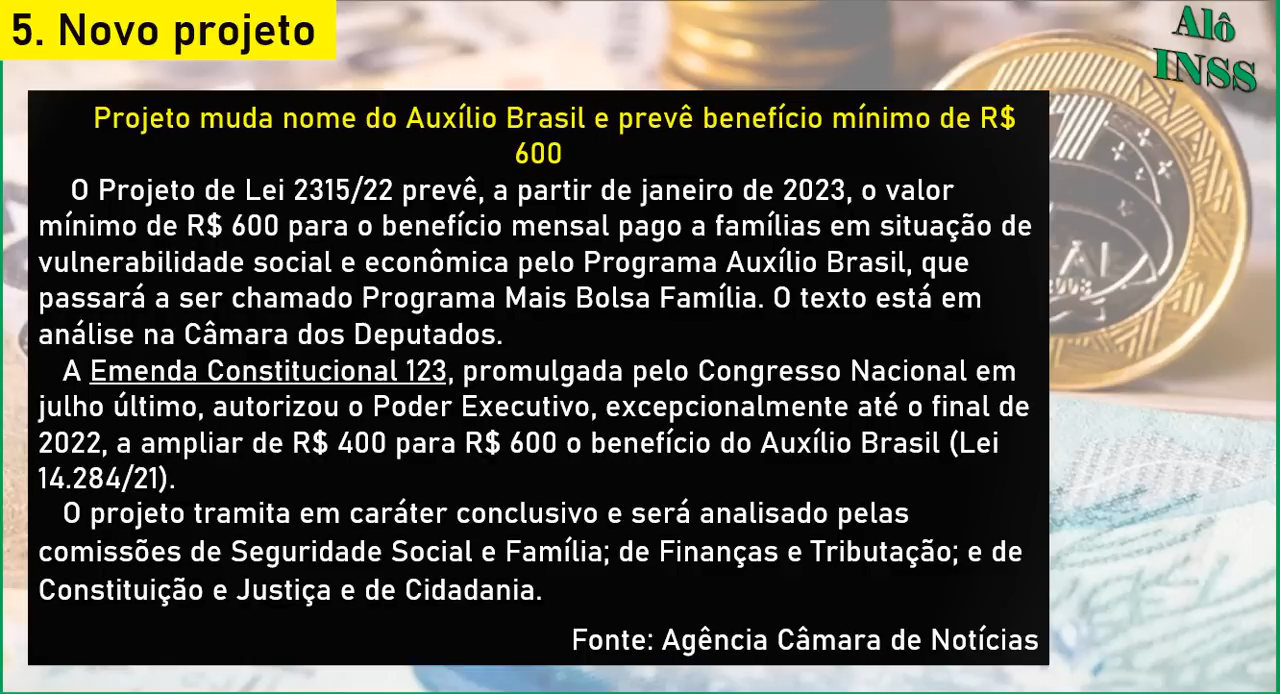 5. Novo projeto
Alô
INSS
Projeto muda nome do Auxílio Brasil e prevê benefício mínimo de R$
600
O Projeto de Lei 2315/22 prevê, a partir de janeiro de 2023, o valor
mínimo de R$ 600 para o benefício mensal pago a famílias em situação de
vulnerabilidade social e econômica pelo Programa Auxílio Brasil, que
passará a ser chamado Programa Mais Bolsa Família. O texto está em
análise na Câmara dos Deputados.
A Emenda Constitucional 123, promulgada pelo Congresso Nacional em
julho último, autorizou o Poder Executivo, excepcionalmente até o final de
2022, a ampliar de R$ 400 para R$ 600 o benefício do Auxílio Brasil (Lei
14.284/21).
O projeto tramita em caráter conclusivo e será analisado pelas
comissões de Seguridade Social e Família; de Finanças e Tributação; e de
Constituição e Justiça e de Cidadania.
Fonte: Agência Câmara de Notícias